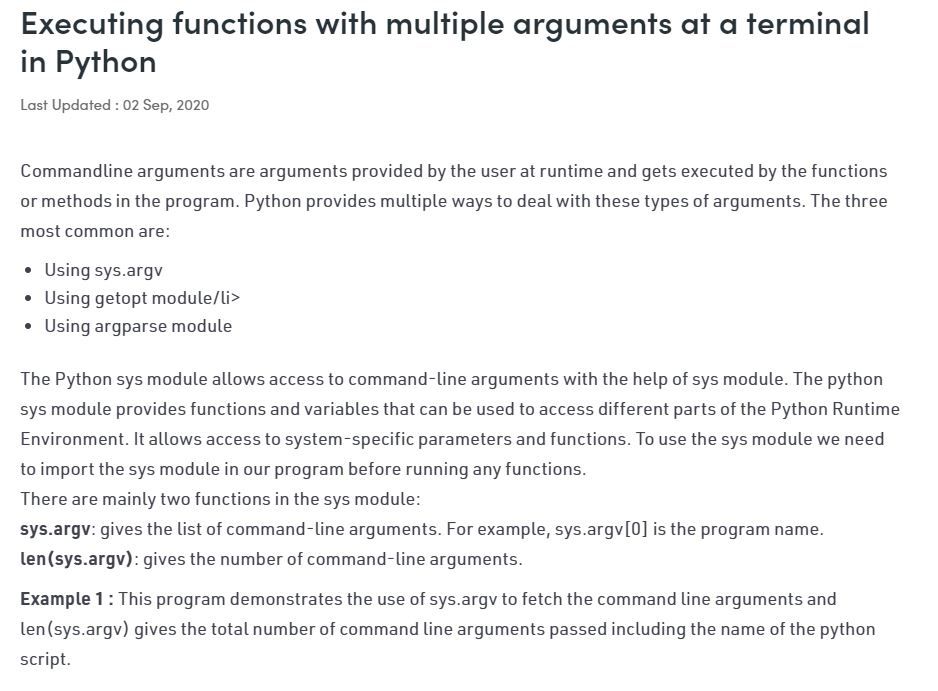 Executing functions with multiple arguments at a terminal
in Python
Last Updated : 02 Sep, 2020
Commandline arguments are arguments provided by the user at runtime and gets executed by the functions
or methods in the program. Python provides multiple ways to deal with these types of arguments. The three
most common are:
• Using sys.argv
• Using getopt module/li>
• Using argparse module
The Python sys module allows access to command-line arguments with the help of sys module. The python
sys module provides functions and variables that can be used to access different parts of the Python Runtime
Environment. It allows access to system-specific parameters and functions. To use the sys module we need
to import the sys module in our program before running any functions.
There are mainly two functions in the sys module:
sys.argv: gives the list of command-line arguments. For example, sys.argv[0] is the program name.
len(sys.argv): gives the number of command-line arguments.
Example 1 : This program demonstrates the use of sys.argv to fetch the command line arguments and
len(sys.argv) gives the total number of command line arguments passed including the name of the python
script.